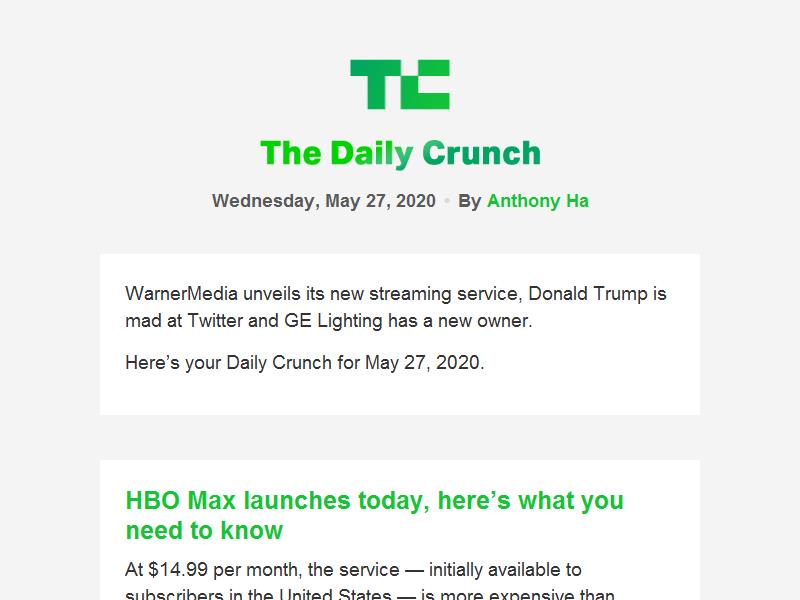 TC
The Daily Crunch
Wednesday, May 27, 2020 • By Anthony Ha
WarnerMedia unveils its new streaming service, Donald Trump is
mad at Twitter and GE Lighting has a new owner.
Here’s your Daily Crunch for May 27, 2020.
HBO Max launches today, here’s what you
need to know
At $14.99 per month, the service — initially available to
subscribers in the United States — is more expensive than